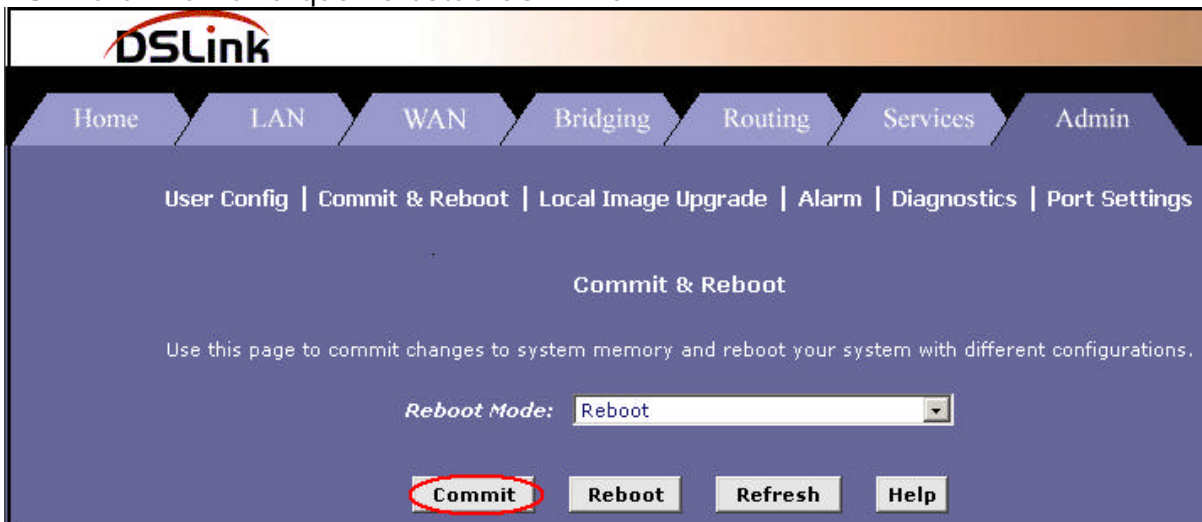 DSLink
Home LAN WAN Bridging Routing Services Admin
User Config | Commit & Reboot | Local Image Upgrade | Alarm | Diagnostics | Port Settings
Commit & Reboot
Use this page to commit changes to system memory and reboot your system with different configurations.
Reboot Mode: Reboot
Commit Reboot Refresh Help